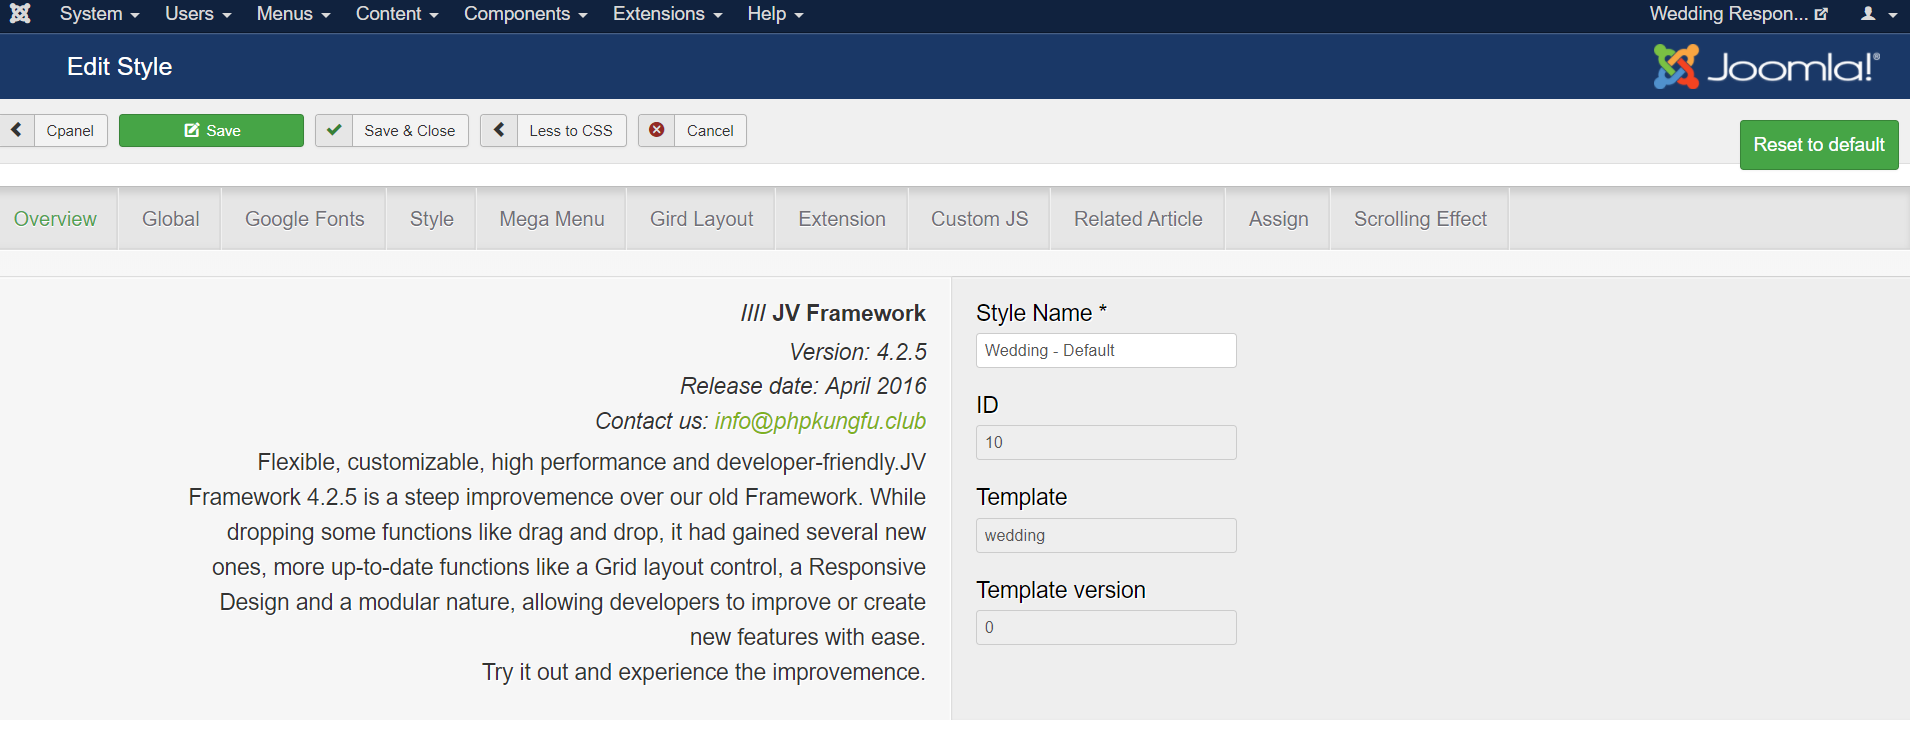 System Users Menus Content Components Extensions Help Wedding Respon...
Edit Style
Joomla!®
Cpanel Save Save & Close Less to CSS Cancel
Reset to default
Overview Global Google Fonts Style Mega Menu Gird Layout Extension Custom JS Related Article Assign Scrolling Effect
//// JV Framework
Version: 4.2.5
Release date: April 2016
Contact us: info@phpkungfu.club
Flexible, customizable, high performance and developer-friendly.JV
Framework 4.2.5 is a steep improvemence over our old Framework. While
dropping some functions like drag and drop, it had gained several new
ones, more up-to-date functions like a Grid layout control, a Responsive
Design and a modular nature, allowing developers to improve or create
new features with ease.
Try it out and experience the improvemence.
Style Name *
Wedding - Default
ID
10
Template
wedding
Template version
0